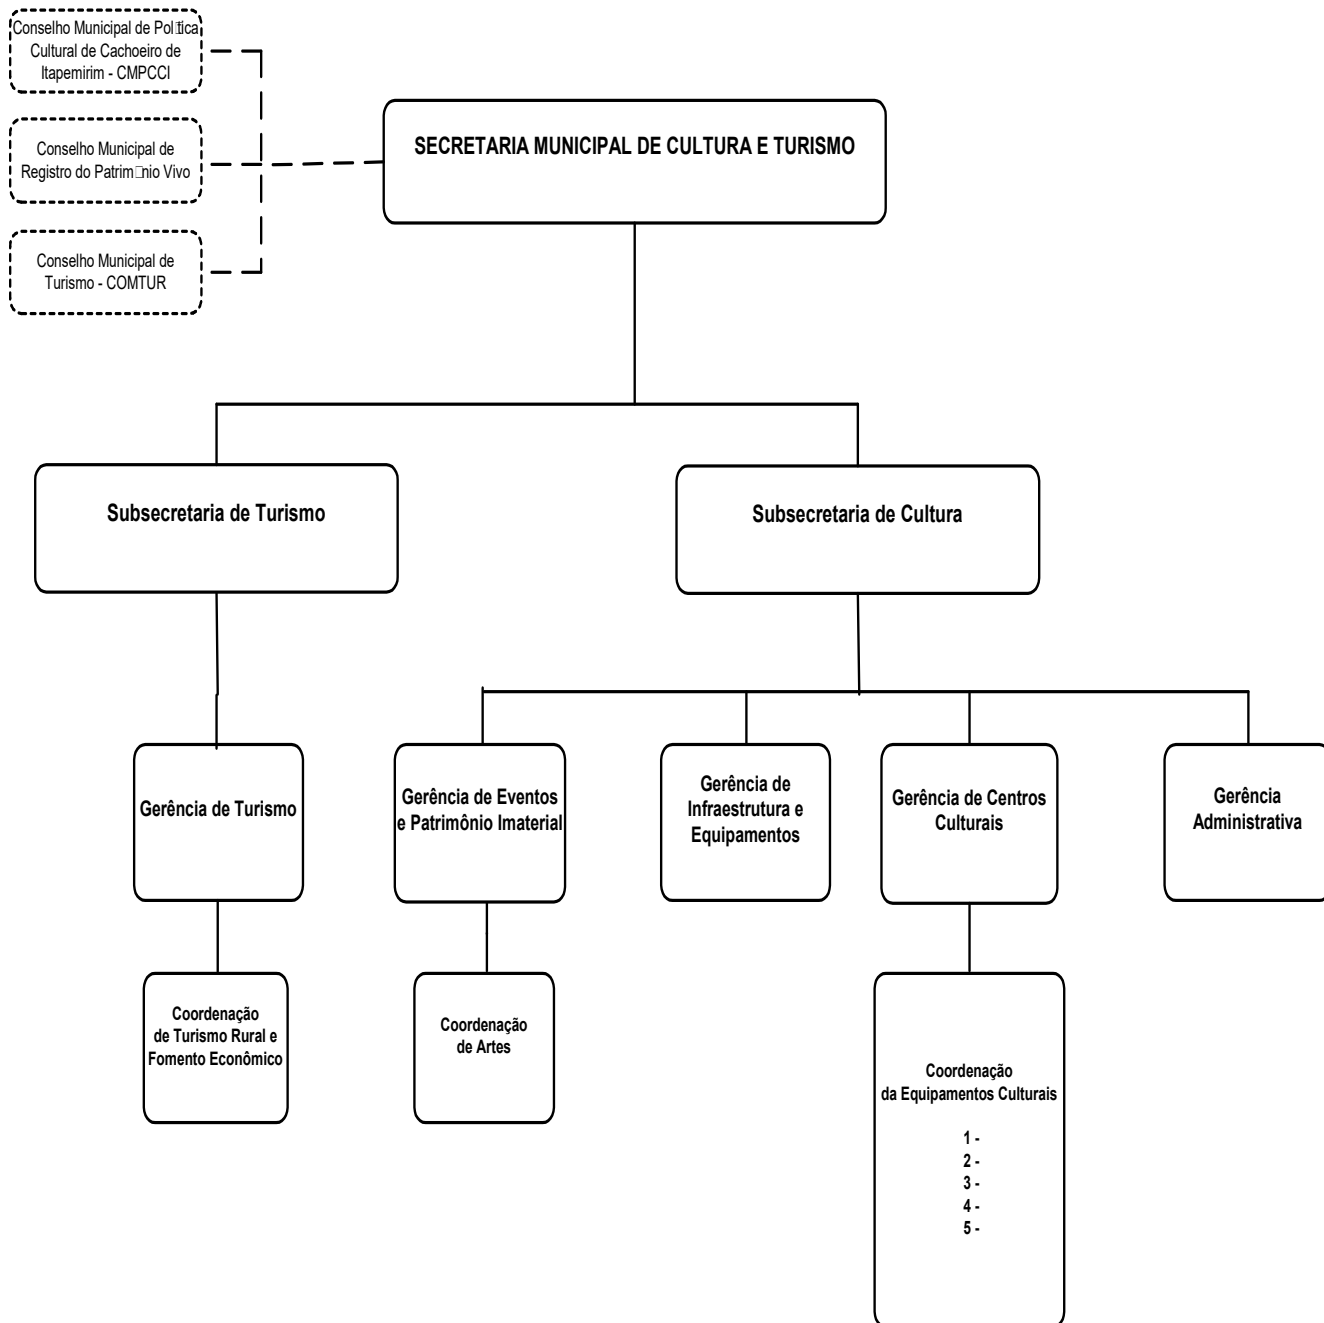 Conselho Municipal de Pol□tica
Cultural de Cachoeiro de
Itapemirim - CMPCCI
Conselho Municipal de
Registro do Patrim□nio Vivo
Conselho Municipal de
Turismo - COMTUR
SECRETARIA MUNICIPAL DE CULTURA E TURISMO
Subsecretaria de Turismo
Subsecretaria de Cultura
Gerência de Turismo
Gerência de Eventos
e Patrimônio Imaterial
Gerência de
Infraestrutura e
Equipamentos
Gerência de Centros
Culturais
Gerência
Administrativa
Coordenação
de Turismo Rural e
Fomento Econômico
Coordenação
de Artes
Coordenação
da Equipamentos Culturais
1 -
2 -
3 -
4 -
5 -